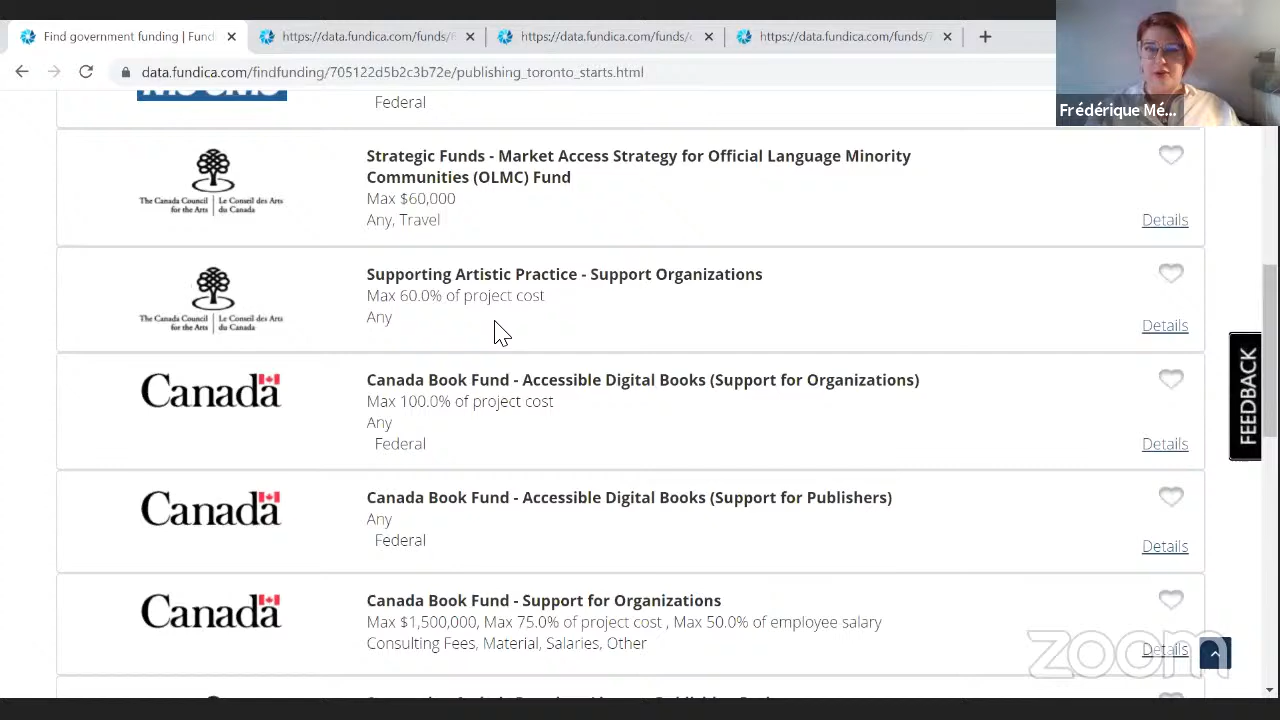 Find government funding | Fund
https://data.fundica.com/funds/
https://data.fundica.com/funds/
https://data.fundica.com/funds/
data.fundica.com/findfunding/705122d5b2c3b72e/publishing_toronto_starts.html
Frédérique Mé...
Federal
The Canada Council for the Arts | Le Conseil des Arts du Canada
Strategic Funds - Market Access Strategy for Official Language Minority
Communities (OLMC) Fund
Max $60,000
Any, Travel
Details
The Canada Council for the Arts | Le Conseil des Arts du Canada
Supporting Artistic Practice - Support Organizations
Max 60.0% of project cost
Any
Details
Canada
Canada Book Fund - Accessible Digital Books (Support for Organizations)
Max 100.0% of project cost
Any
Federal
Details
FEEDBACK
Canada
Canada Book Fund - Accessible Digital Books (Support for Publishers)
Any
Federal
Details
Canada
Canada Book Fund - Support for Organizations
Max $1,500,000, Max 75.0% of project cost , Max 50.0% of employee salary
Consulting Fees, Material, Salaries, Other
Details
zoom